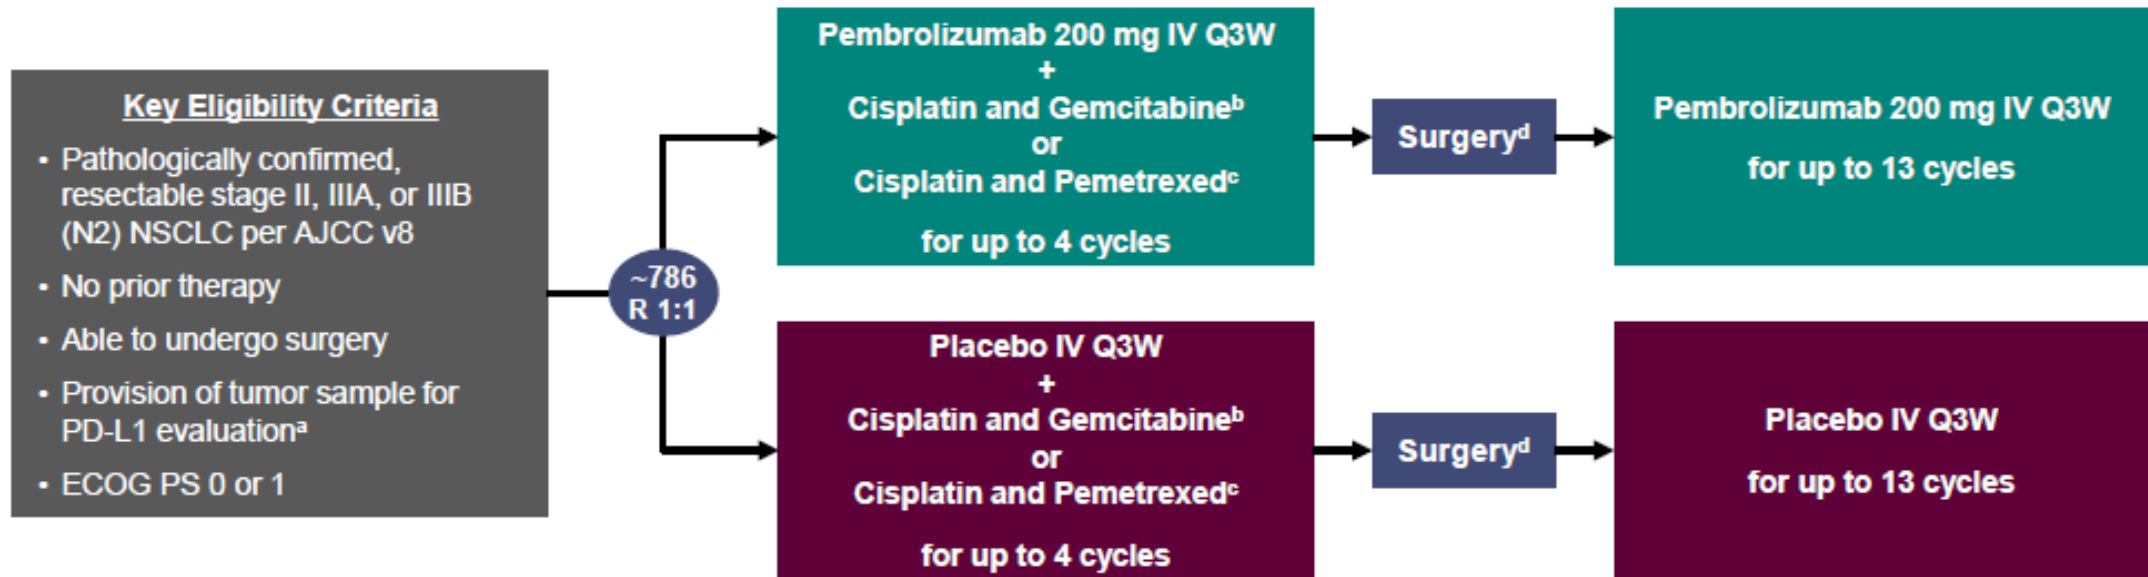 Key Eligibility Criteria
• Pathologically confirmed,
resectable stage II, IIIA, or IIIB
(N2) NSCLC per AJCC v8
• No prior therapy
• Able to undergo surgery
• Provision of tumor sample for
PD-L1 evaluationᵃ
• ECOG PS 0 or 1
~786
R 1:1
Pembrolizumab 200 mg IV Q3W
+
Cisplatin and Gemcitabineᵇ
or
Cisplatin and Pemetrexedᶜ
for up to 4 cycles
Surgeryᵈ
Pembrolizumab 200 mg IV Q3W
for up to 13 cycles
Placebo IV Q3W
+
Cisplatin and Gemcitabineᵇ
or
Cisplatin and Pemetrexedᶜ
for up to 4 cycles
Surgeryᵈ
Placebo IV Q3W
for up to 13 cycles